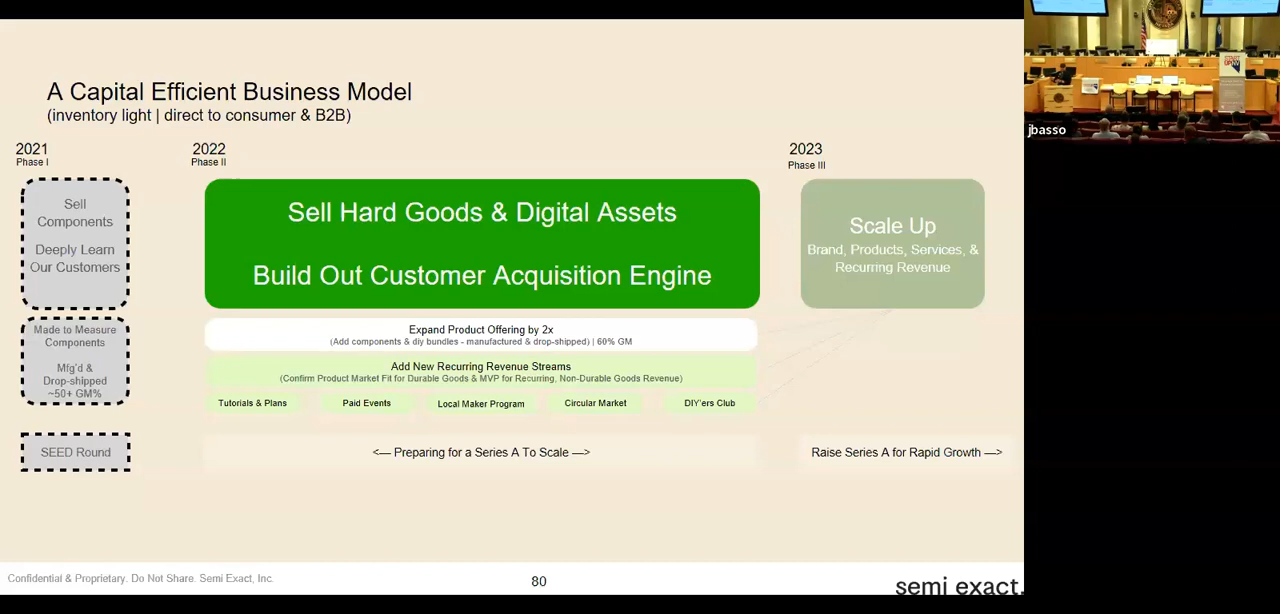 A Capital Efficient Business Model
(inventory light | direct to consumer & B2B)
2021
Phase I
2022
Phase II
2023
Phase III
Sell
Components
Deeply Learn
Our Customers
Sell Hard Goods & Digital Assets
Build Out Customer Acquisition Engine
Scale Up
Brand, Products, Services, &
Recurring Revenue
Made to Measure
Components
Mfg'd &
Drop-shipped
~50+ GM%
Expand Product Offering by 2x
(Add components & diy bundles - manufactured & drop-shipped) | 60% GM
Add New Recurring Revenue Streams
(Confirm Product Market Fit for Durable Goods & MVP for Recurring, Non-Durable Goods Revenue)
Tutorials & Plans
Paid Events
Local Maker Program
Circular Market
DIY'ers Club
SEED Round
<— Preparing for a Series A To Scale —>
Raise Series A for Rapid Growth —>
Confidential & Proprietary. Do Not Share. Semi Exact, Inc.
80
semi exact.
jbasso